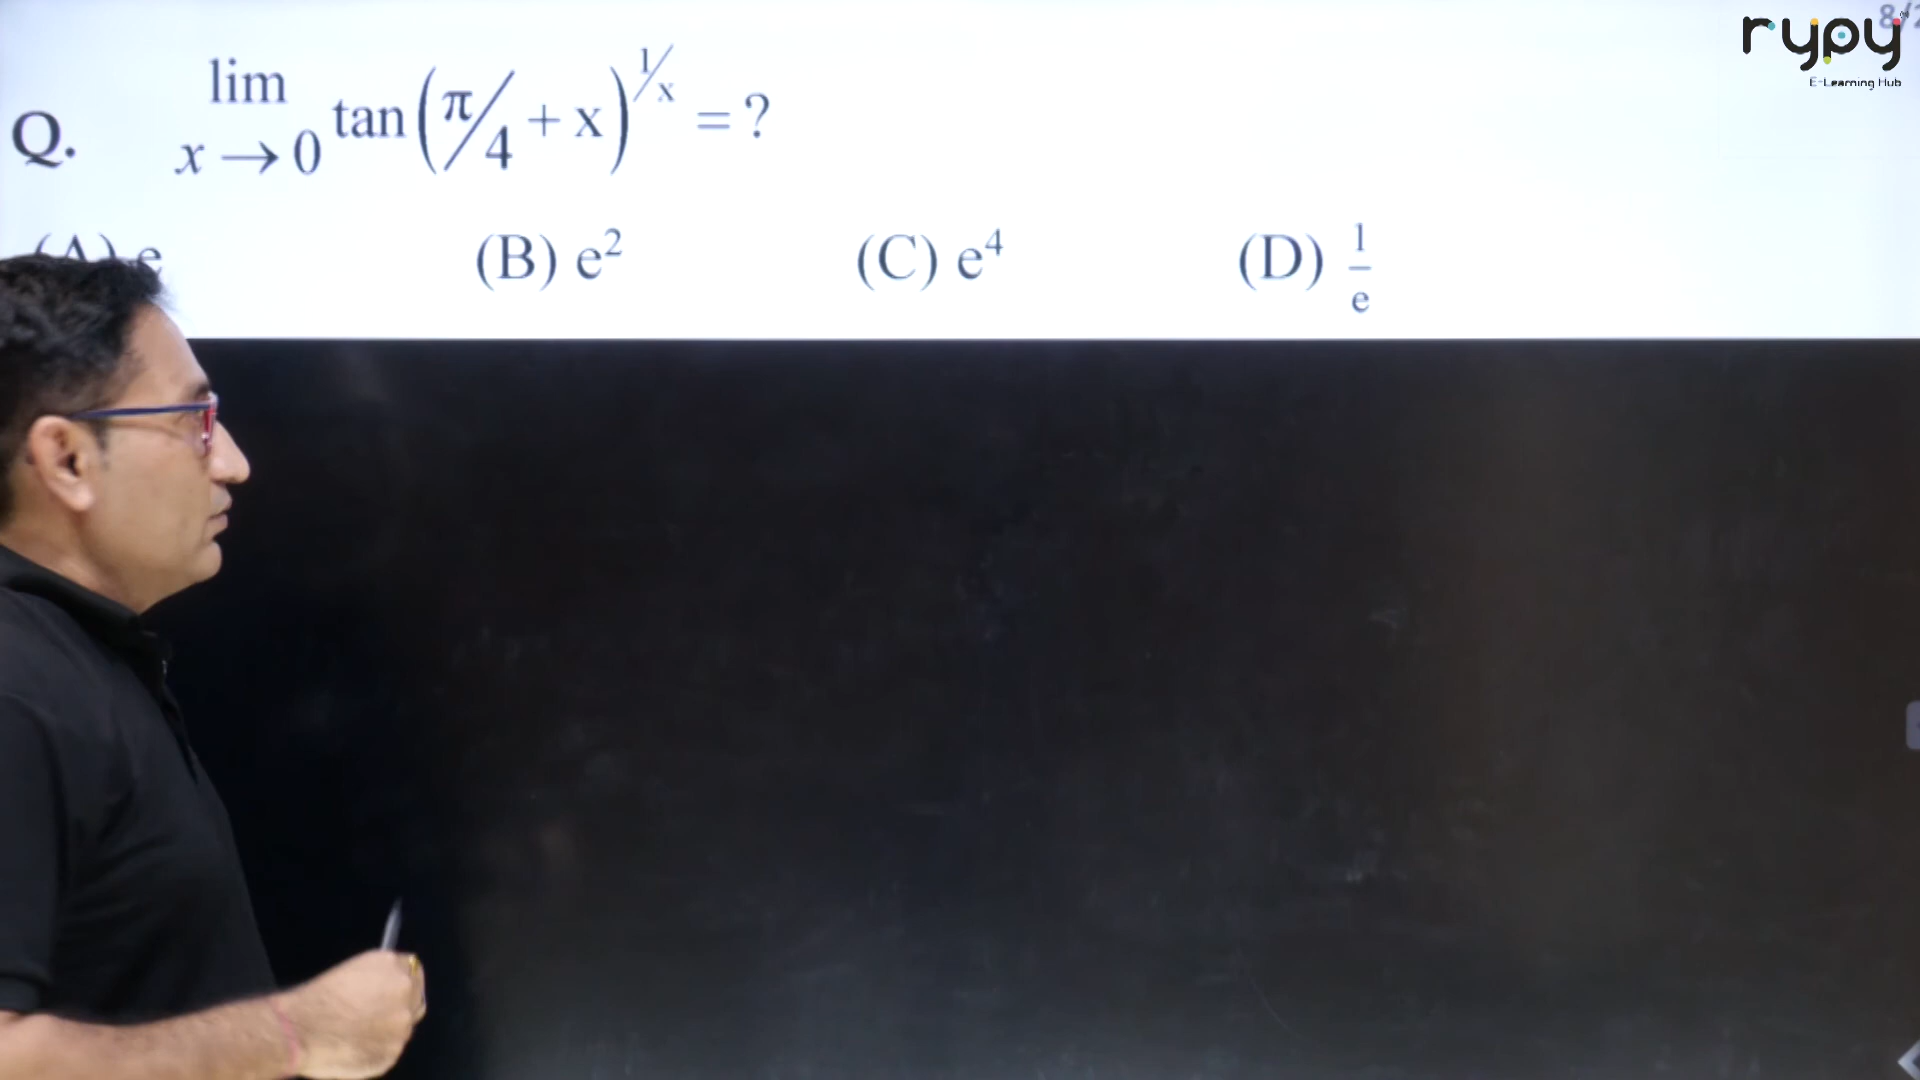 rypy
E-Learning Hub
Q. lim x → 0 tan(π/4 + x)^1/x = ?
(A) e (B) e² (C) e⁴ (D) 1/e